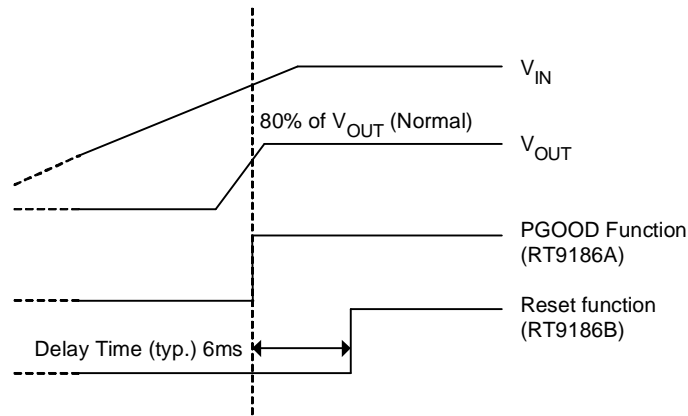 V_IN
80% of V_OUT (Normal)
V_OUT
PGOOD Function
(RT9186A)
Reset function
(RT9186B)
Delay Time (typ.) 6ms